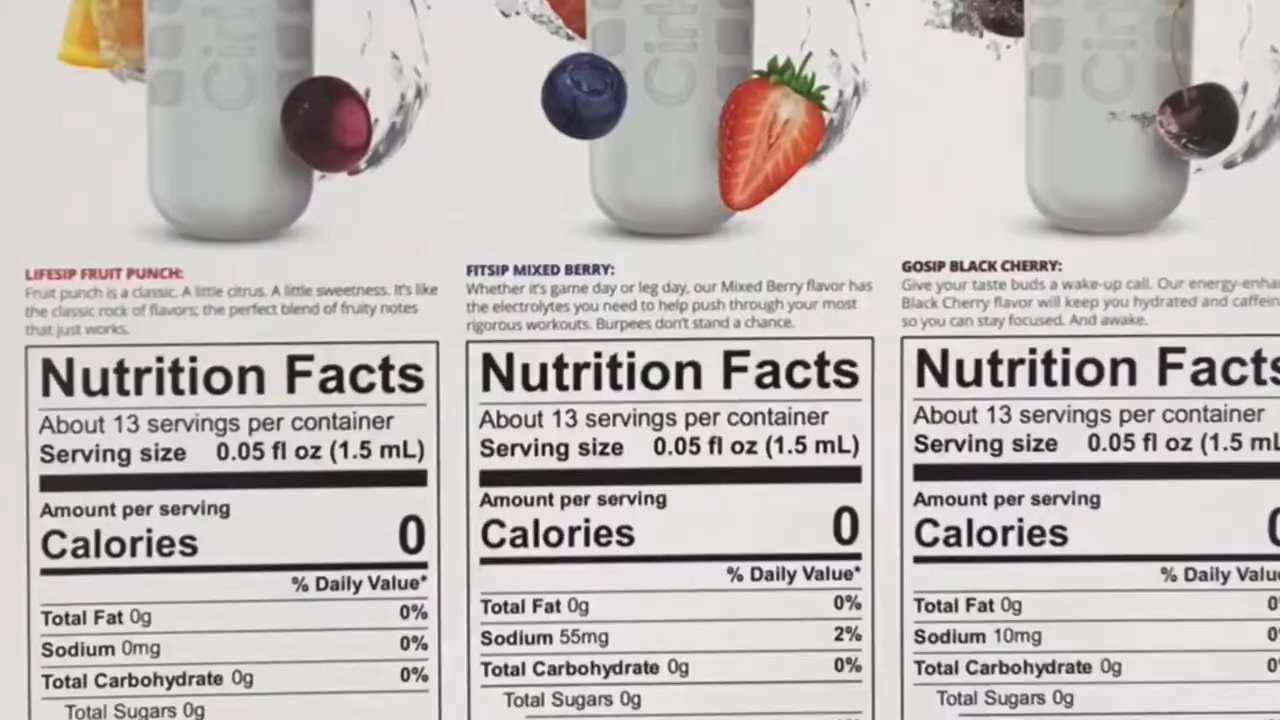 Cirk
Cirk
Cirk
LIFESIP FRUIT PUNCH:
Fruit punch is a classic. A little citrus. A little sweetness. It's like
the classic rock of flavors; the perfect blend of fruity notes
that just works.
Nutrition Facts
About 13 servings per container
Serving size 0.05 fl oz (1.5 mL)
Amount per serving
Calories 0
% Daily Value*
Total Fat 0g 0%
Sodium 0mg 0%
Total Carbohydrate 0g 0%
Total Sugars 0g
FITSIP MIXED BERRY:
Whether it's game day or leg day, our Mixed Berry flavor has
the electrolytes you need to help push through your most
rigorous workouts. Burpees don't stand a chance.
Nutrition Facts
About 13 servings per container
Serving size 0.05 fl oz (1.5 mL)
Amount per serving
Calories 0
% Daily Value*
Total Fat 0g 0%
Sodium 55mg 2%
Total Carbohydrate 0g 0%
Total Sugars 0g
GOSIP BLACK CHERRY:
Give your taste buds a wake-up call. Our energy-enha
Black Cherry flavor will keep you hydrated and caffein
so you can stay focused. And awake.
Nutrition Facts
About 13 servings per container
Serving size 0.05 fl oz (1.5 mL
Amount per serving
Calories 0
% Daily Value
Total Fat 0g 0
Sodium 10mg 0
Total Carbohydrate 0g 0
Total Sugars 0g